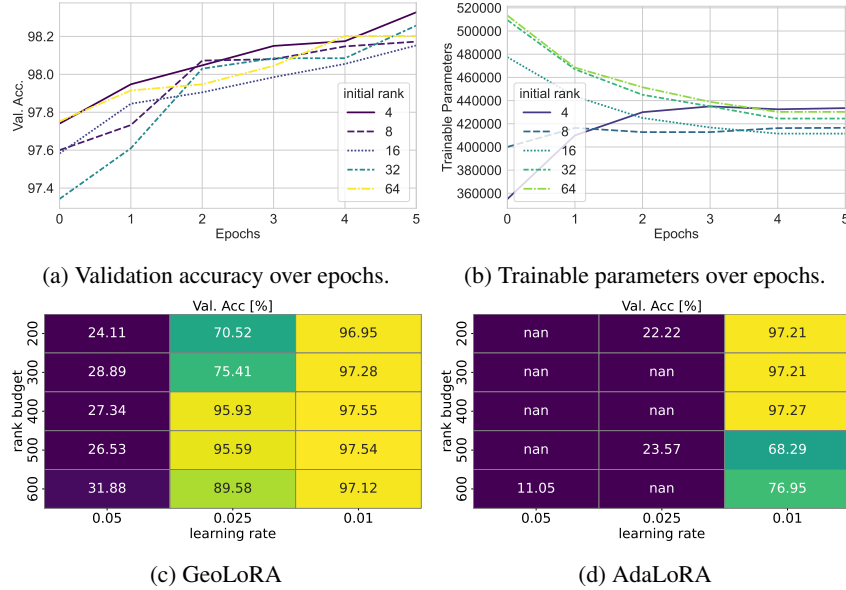 98.2
98.0
97.8
97.6
97.4
Val. Acc.
initial rank
4
8
16
32
64
0 1 2 3 4 5
Epochs
(a) Validation accuracy over epochs.
520000
500000
480000
460000
440000
420000
400000
380000
360000
Trainable Parameters
initial rank
4
8
16
32
64
0 1 2 3 4 5
Epochs
(b) Trainable parameters over epochs.
Val. Acc [%]
rank budget
200 24.11 70.52 96.95
300 28.89 75.41 97.28
400 27.34 95.93 97.55
500 26.53 95.59 97.54
600 31.88 89.58 97.12
0.05 0.025 0.01
learning rate
(c) GeoLoRA
Val. Acc [%]
rank budget
200 nan 22.22 97.21
300 nan nan 97.21
400 nan nan 97.27
500 nan 23.57 68.29
600 11.05 nan 76.95
0.05 0.025 0.01
learning rate
(d) AdaLoRA